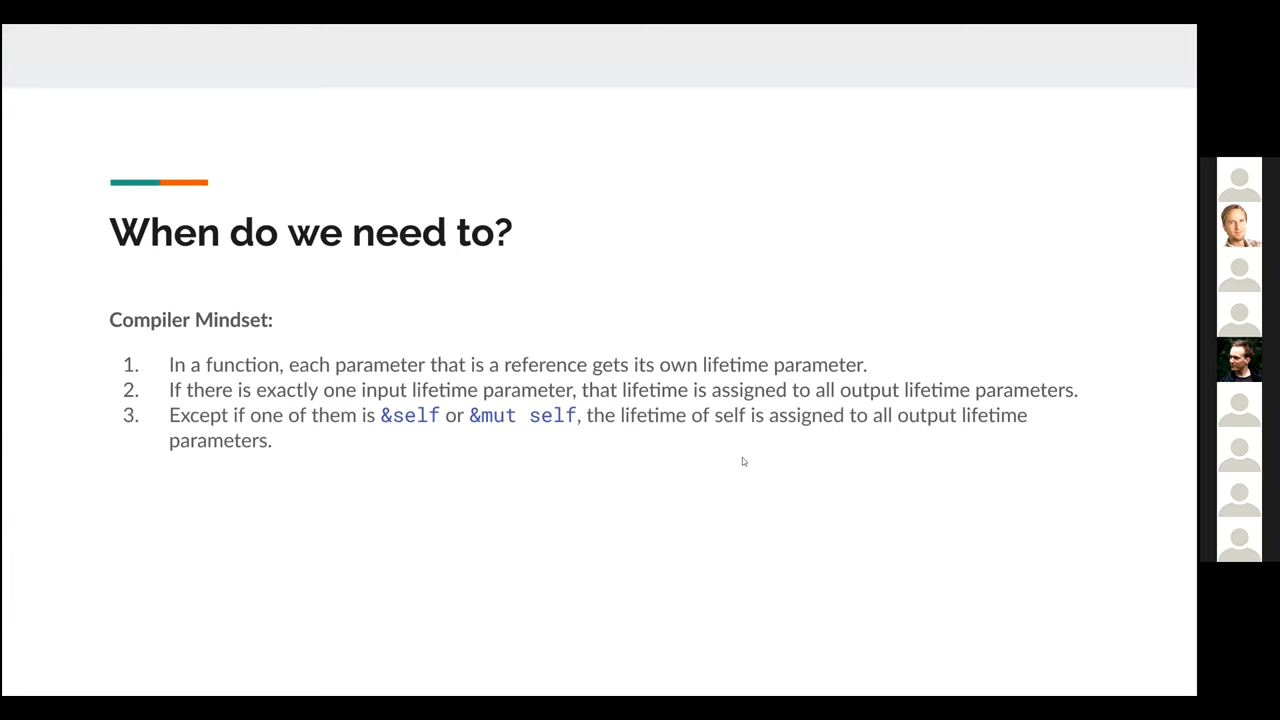 When do we need to?
Compiler Mindset:
1. In a function, each parameter that is a reference gets its own lifetime parameter.
2. If there is exactly one input lifetime parameter, that lifetime is assigned to all output lifetime parameters.
3. Except if one of them is &self or &mut self, the lifetime of self is assigned to all output lifetime
parameters.